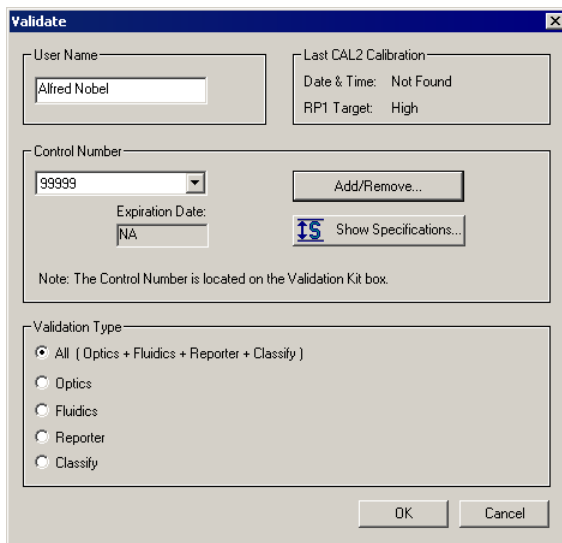 Validate
User Name
Alfred Nobel
Last CAL2 Calibration
Date & Time: Not Found
RP1 Target: High
Control Number
99999
Add/Remove...
Expiration Date:
NA
Show Specifications...
Note: The Control Number is located on the Validation Kit box.
Validation Type
All ( Optics + Fluidics + Reporter + Classify )
Optics
Fluidics
Reporter
Classify
OK
Cancel